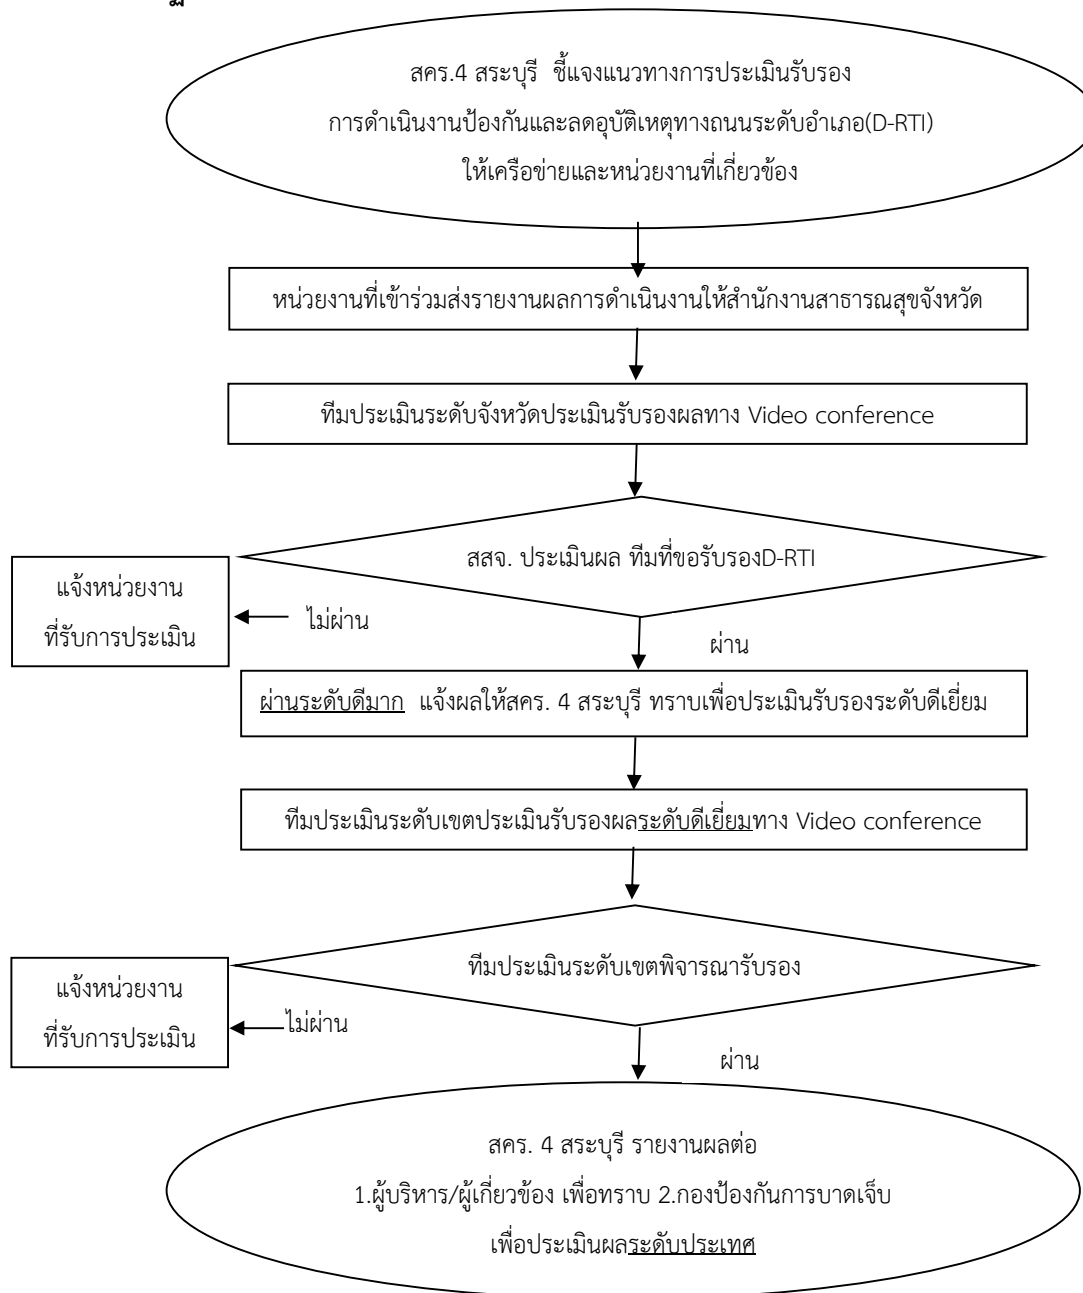 สคร.4 สระบุรี ชี้แจงแนวทางการประเมินรับรอง
การดำเนินงานป้องกันและลดอุบัติเหตุทางถนนระดับอำเภอ(D-RTI)
ให้เครือข่ายและหน่วยงานที่เกี่ยวข้อง
หน่วยงานที่เข้าร่วมส่งรายงานผลการดำเนินงานให้สำนักงานสาธารณสุขจังหวัด
ทีมประเมินระดับจังหวัดประเมินรับรองผลทาง Video conference
สสจ. ประเมินผล ทีมที่ขอรับรองD-RTI
แจ้งหน่วยงาน
ที่รับการประเมิน
ไม่ผ่าน
ผ่าน
ผ่านระดับดีมาก แจ้งผลให้สคร. 4 สระบุรี ทราบเพื่อประเมินรับรองระดับดีเยี่ยม
ทีมประเมินระดับเขตประเมินรับรองผลระดับดีเยี่ยมทาง Video conference
ทีมประเมินระดับเขตพิจารณารับรอง
แจ้งหน่วยงาน
ที่รับการประเมิน
ไม่ผ่าน
ผ่าน
สคร. 4 สระบุรี รายงานผลต่อ
1.ผู้บริหาร/ผู้เกี่ยวข้อง เพื่อทราบ 2.กองป้องกันการบาดเจ็บ
เพื่อประเมินผลระดับประเทศ